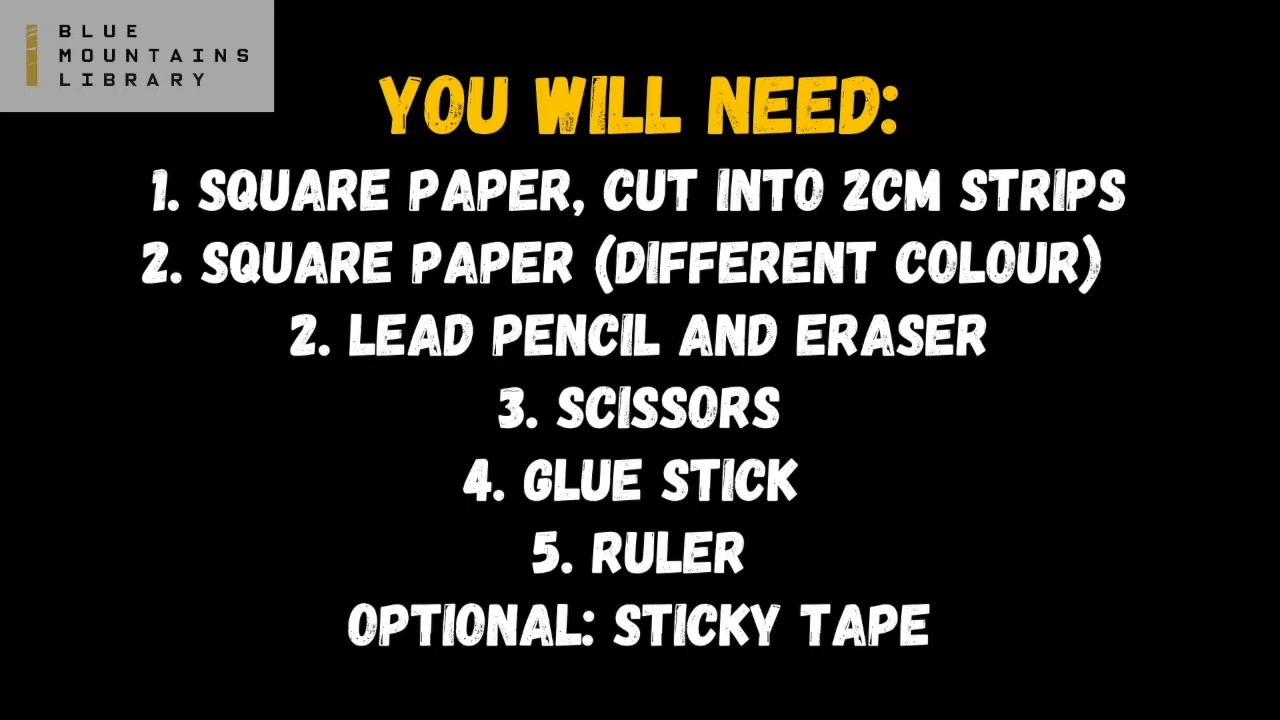 BLUE
MOUNTAINS
LIBRARY
YOU WILL NEED:
1. SQUARE PAPER, CUT INTO 2CM STRIPS
2. SQUARE PAPER (DIFFERENT COLOUR)
2. LEAD PENCIL AND ERASER
3. SCISSORS
4. GLUE STICK
5. RULER
OPTIONAL: STICKY TAPE